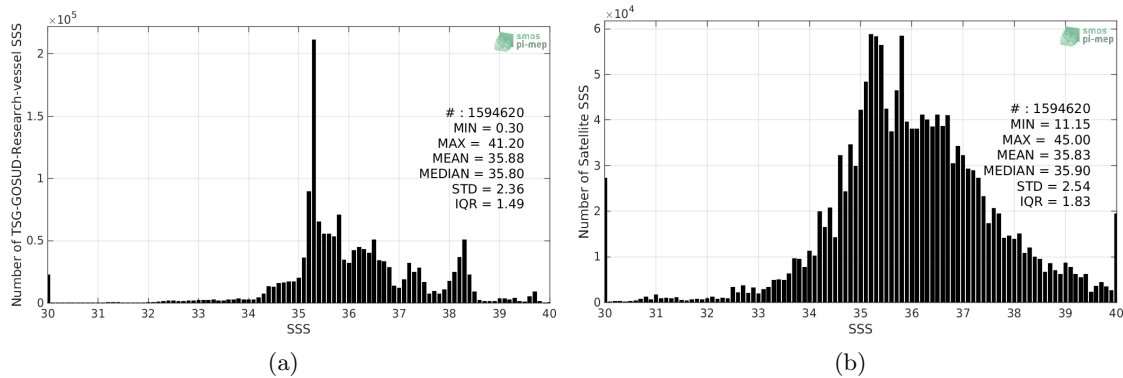 ×10⁵
Number of TSG-GOSUD-Research-vessel SSS
2
1.5
1
0.5
0
smos
pi-mep
# : 1594620
MIN = 0.30
MAX = 41.20
MEAN = 35.88
MEDIAN = 35.80
STD = 2.36
IQR = 1.49
30 31 32 33 34 35 36 37 38 39 40
SSS
(a)
×10⁴
Number of Satellite SSS
6
5
4
3
2
1
0
smos
pi-mep
# : 1594620
MIN = 11.15
MAX = 45.00
MEAN = 35.83
MEDIAN = 35.90
STD = 2.54
IQR = 1.83
30 31 32 33 34 35 36 37 38 39 40
SSS
(b)